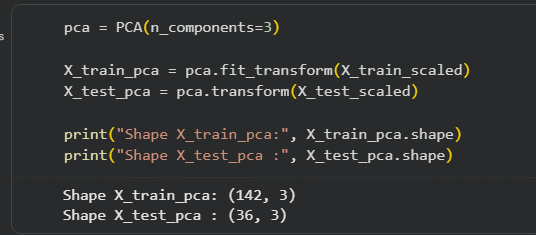 s
pca = PCA(n_components=3)
X_train_pca = pca.fit_transform(X_train_scaled)
X_test_pca = pca.transform(X_test_scaled)
print("Shape X_train_pca:", X_train_pca.shape)
print("Shape X_test_pca :", X_test_pca.shape)
Shape X_train_pca: (142, 3)
Shape X_test_pca : (36, 3)